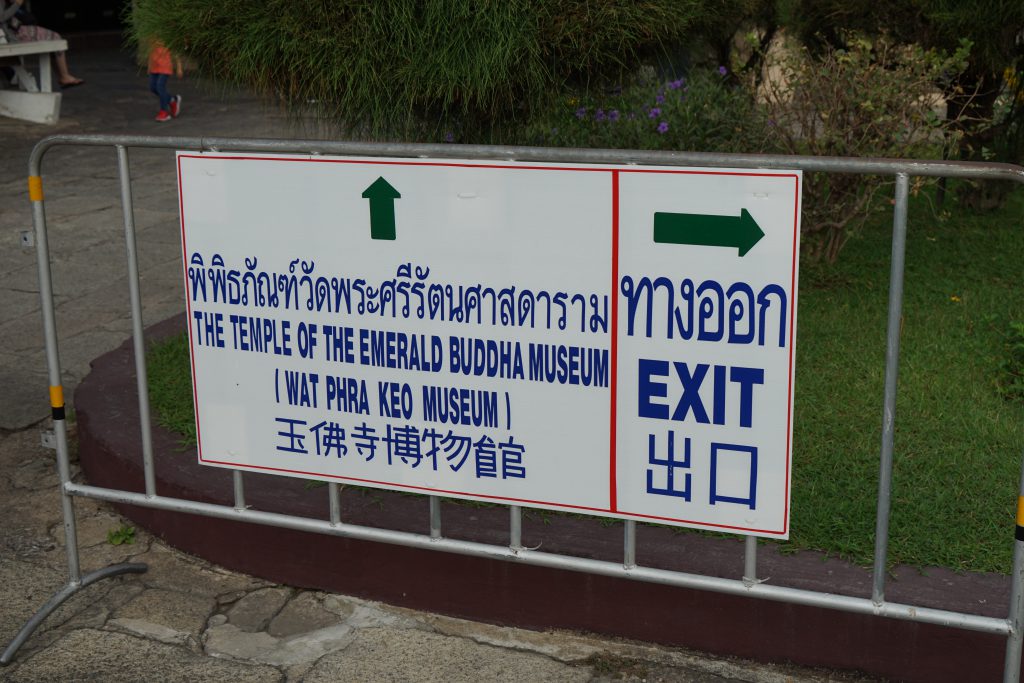 พิพิธภัณฑ์วัดพระศรีรัตนศาสดาราม
THE TEMPLE OF THE EMERALD BUDDHA MUSEUM
( WAT PHRA KEO MUSEUM )
玉佛寺博物館
ทางออก
EXIT
出口